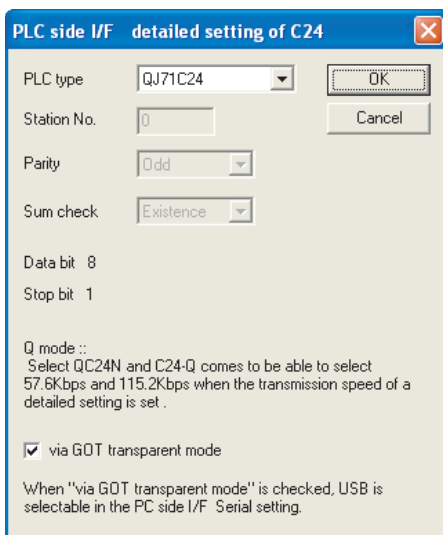 PLC side I/F detailed setting of C24
PLC type QJ71C24 OK
Station No. 0 Cancel
Parity Odd
Sum check Existence
Data bit 8
Stop bit 1
Q mode ::
Select QC24N and C24-Q comes to be able to select
57.6Kbps and 115.2Kbps when the transmission speed of a
detailed setting is set .
via GOT transparent mode
When "via GOT transparent mode" is checked, USB is
selectable in the PC side I/F Serial setting.